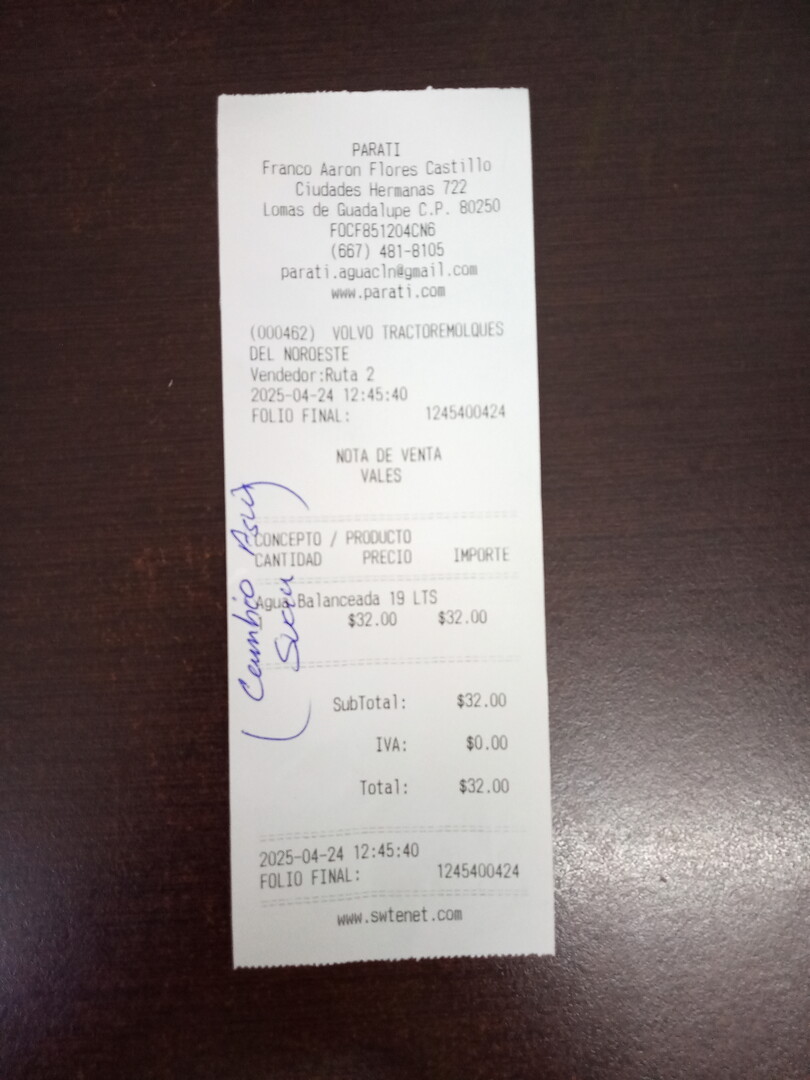 PARATI
Franco Aaron Flores Castillo
Ciudades Hermanas 722
Lomas de Guadalupe C.P. 80250
FOCF851204CN6
(667) 481-8105
parati.aguacln@gmail.com
www.parati.com
(000462) VOLVO TRACTOREMOLQUES
DEL NOROESTE
Vendedor:Ruta 2
2025-04-24 12:45:40
FOLIO FINAL: 1245400424
NOTA DE VENTA
VALES
CONCEPTO / PRODUCTO
CANTIDAD PRECIO IMPORTE
Agua Balanceada 19 LTS
$32.00 $32.00
SubTotal: $32.00
IVA: $0.00
Total: $32.00
2025-04-24 12:45:40
FOLIO FINAL: 1245400424
www.swtenet.com
(Cambio